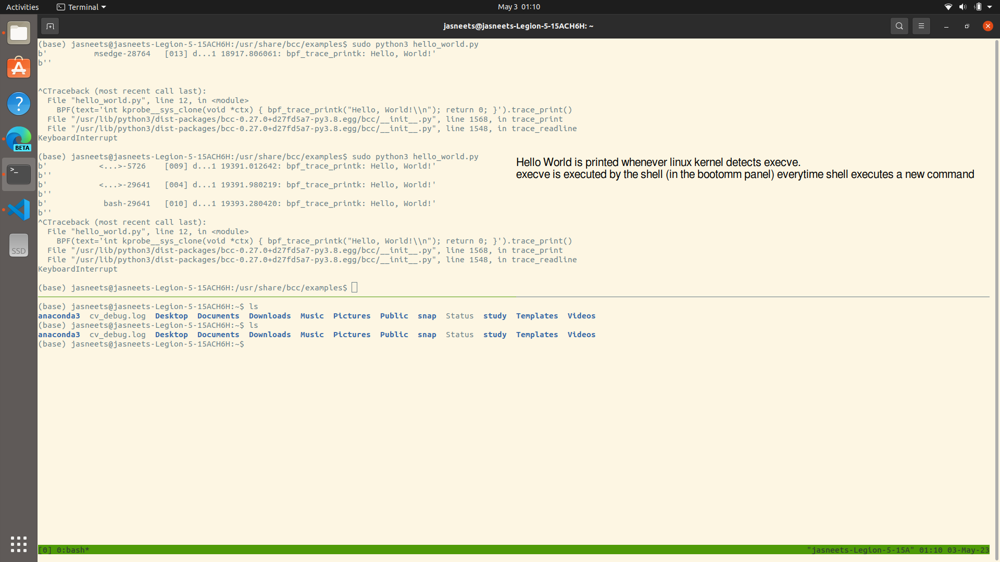 Activities
Terminal
May 3 01:10
jasneets@jasneets-Legion-5-15ACH6H: ~
(base) jasneets@jasneets-Legion-5-15ACH6H:/usr/share/bcc/examples$ sudo python3 hello_world.py
b'          msedge-28764   [013] d...1 18917.806061: bpf_trace_printk: Hello, World!'
b''
^CTraceback (most recent call last):
  File "hello_world.py", line 12, in <module>
    BPF(text='int kprobe__sys_clone(void *ctx) { bpf_trace_printk("Hello, World!\\n"); return 0; }').trace_print()
  File "/usr/lib/python3/dist-packages/bcc-0.27.0+d27fd5a7-py3.8.egg/bcc/__init__.py", line 1568, in trace_print
  File "/usr/lib/python3/dist-packages/bcc-0.27.0+d27fd5a7-py3.8.egg/bcc/__init__.py", line 1548, in trace_readline
KeyboardInterrupt
(base) jasneets@jasneets-Legion-5-15ACH6H:/usr/share/bcc/examples$ sudo python3 hello_world.py
b'           <...>-5726    [009] d...1 19391.012642: bpf_trace_printk: Hello, World!'
b''
b'           <...>-29641   [004] d...1 19391.980219: bpf_trace_printk: Hello, World!'
b''
b'            bash-29641   [010] d...1 19393.280420: bpf_trace_printk: Hello, World!'
b''
^CTraceback (most recent call last):
  File "hello_world.py", line 12, in <module>
    BPF(text='int kprobe__sys_clone(void *ctx) { bpf_trace_printk("Hello, World!\\n"); return 0; }').trace_print()
  File "/usr/lib/python3/dist-packages/bcc-0.27.0+d27fd5a7-py3.8.egg/bcc/__init__.py", line 1568, in trace_print
  File "/usr/lib/python3/dist-packages/bcc-0.27.0+d27fd5a7-py3.8.egg/bcc/__init__.py", line 1548, in trace_readline
KeyboardInterrupt
(base) jasneets@jasneets-Legion-5-15ACH6H:/usr/share/bcc/examples$
Hello World is printed whenever linux kernel detects execve.
execve is executed by the shell (in the bootomm panel) everytime shell executes a new command
(base) jasneets@jasneets-Legion-5-15ACH6H:~$ ls
anaconda3  cv_debug.log  Desktop  Documents  Downloads  Music  Pictures  Public  snap  Status  study  Templates  Videos
(base) jasneets@jasneets-Legion-5-15ACH6H:~$ ls
anaconda3  cv_debug.log  Desktop  Documents  Downloads  Music  Pictures  Public  snap  Status  study  Templates  Videos
(base) jasneets@jasneets-Legion-5-15ACH6H:~$
BETA
SSD
[0] 0:bash*
"jasneets-Legion-5-15A" 01:10 03-May-23